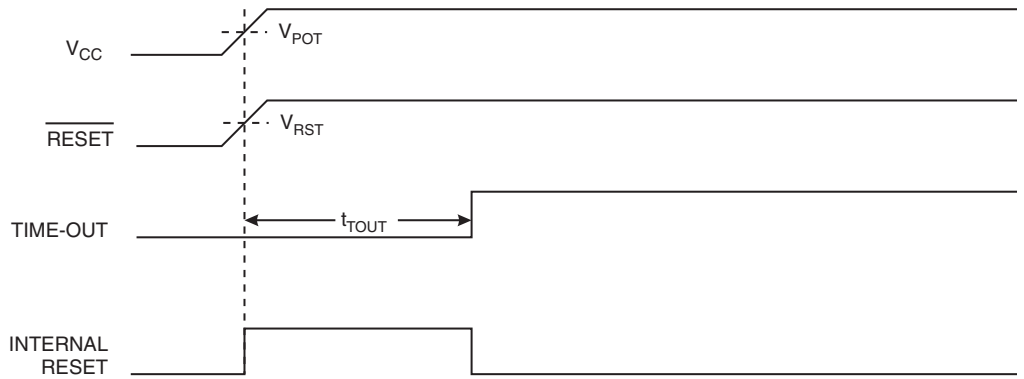 V_CC
V_POT
RESET
V_RST
TIME-OUT
t_TOUT
INTERNAL
RESET